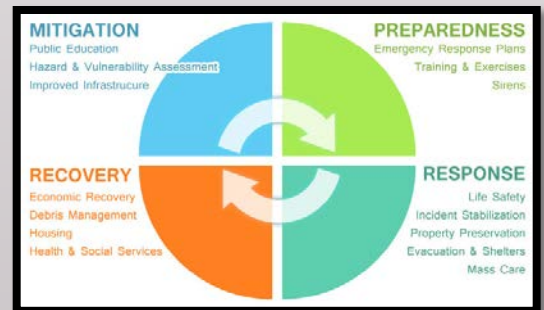 MITIGATION
Public Education
Hazard & Vulnerability Assessment
Improved Infrastrucure
PREPAREDNESS
Emergency Response Plans
Training & Exercises
Sirens
RECOVERY
Economic Recovery
Debris Management
Housing
Health & Social Services
RESPONSE
Life Safety
Incident Stabilization
Property Preservation
Evacuation & Shelters
Mass Care